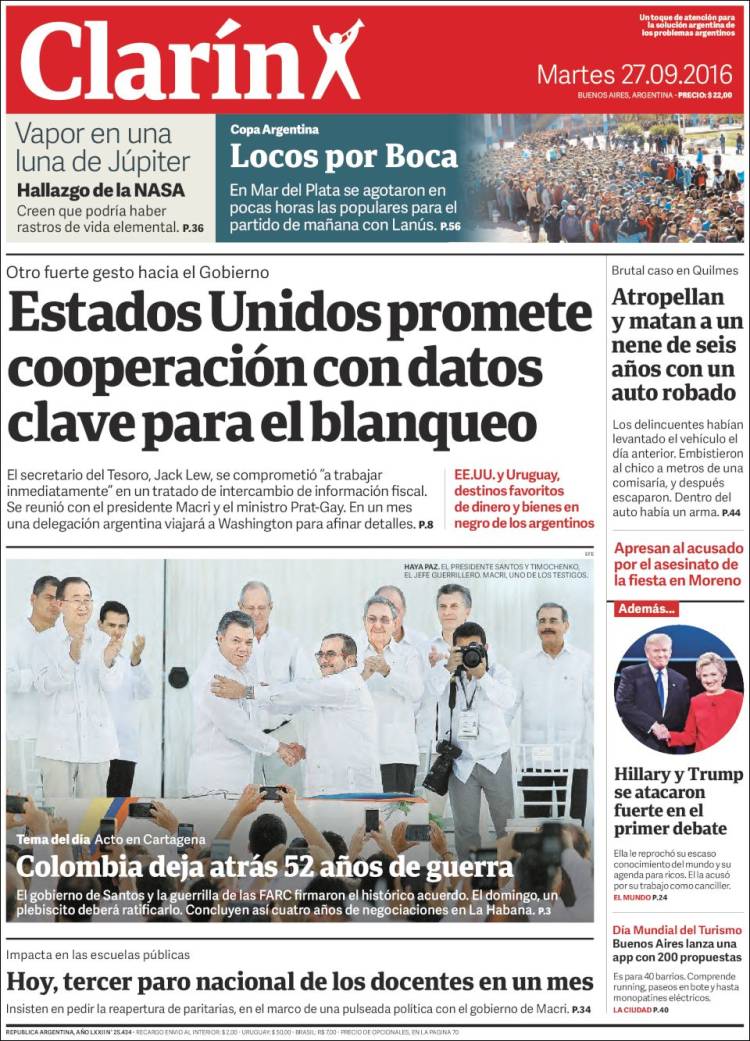 Clarín
Un toque de atención para
la solución argentina de
los problemas argentinos
Martes 27.09.2016
BUENOS AIRES, ARGENTINA - PRECIO: $ 22,00
Vapor en una
luna de Júpiter
Hallazgo de la NASA
Creen que podría haber
rastros de vida elemental. P.36
Copa Argentina
Locos por Boca
En Mar del Plata se agotaron en
pocas horas las populares para el
partido de mañana con Lanús. P.56
Otro fuerte gesto hacia el Gobierno
Estados Unidos promete
cooperación con datos
clave para el blanqueo
El secretario del Tesoro, Jack Lew, se comprometió “a trabajar
inmediatamente” en un tratado de intercambio de información fiscal.
Se reunió con el presidente Macri y el ministro Prat-Gay. En un mes
una delegación argentina viajará a Washington para afinar detalles. P.8
EE.UU. y Uruguay,
destinos favoritos
de dinero y bienes en
negro de los argentinos
EFE
HAYA PAZ. EL PRESIDENTE SANTOS Y TIMOCHENKO,
EL JEFE GUERRILLERO. MACRI, UNO DE LOS TESTIGOS.
Tema del día Acto en Cartagena
Colombia deja atrás 52 años de guerra
El gobierno de Santos y la guerrilla de las FARC firmaron el histórico acuerdo. El domingo, un
plebiscito deberá ratificarlo. Concluyen así cuatro años de negociaciones en La Habana. P.3
Impacta en las escuelas públicas
Hoy, tercer paro nacional de los docentes en un mes
Insisten en pedir la reapertura de paritarias, en el marco de una pulseada política con el gobierno de Macri. P.34
Brutal caso en Quilmes
Atropellan
y matan a un
nene de seis
años con un
auto robado
Los delincuentes habían
levantado el vehículo el
día anterior. Embistieron
al chico a metros de una
comisaría, y después
escaparon. Dentro del
auto había un arma. P.44
Apresan al acusado
por el asesinato de
la fiesta en Moreno
Además...
Hillary y Trump
se atacaron
fuerte en el
primer debate
Ella le reprochó su escaso
conocimiento del mundo y su
agenda para ricos. El la acusó
por su trabajo como canciller.
EL MUNDO P.24
Día Mundial del Turismo
Buenos Aires lanza una
app con 200 propuestas
Es para 40 barrios. Comprende
running, paseos en bote y hasta
monopatines eléctricos.
LA CIUDAD P.40
REPUBLICA ARGENTINA, AÑO LXXII N° 25.434 - RECARGO ENVIO AL INTERIOR: $ 2,00 - URUGUAY: $ 50,00 - BRASIL: R$ 7,00 - PRECIO DE OPCIONALES, EN LA PAGINA 70